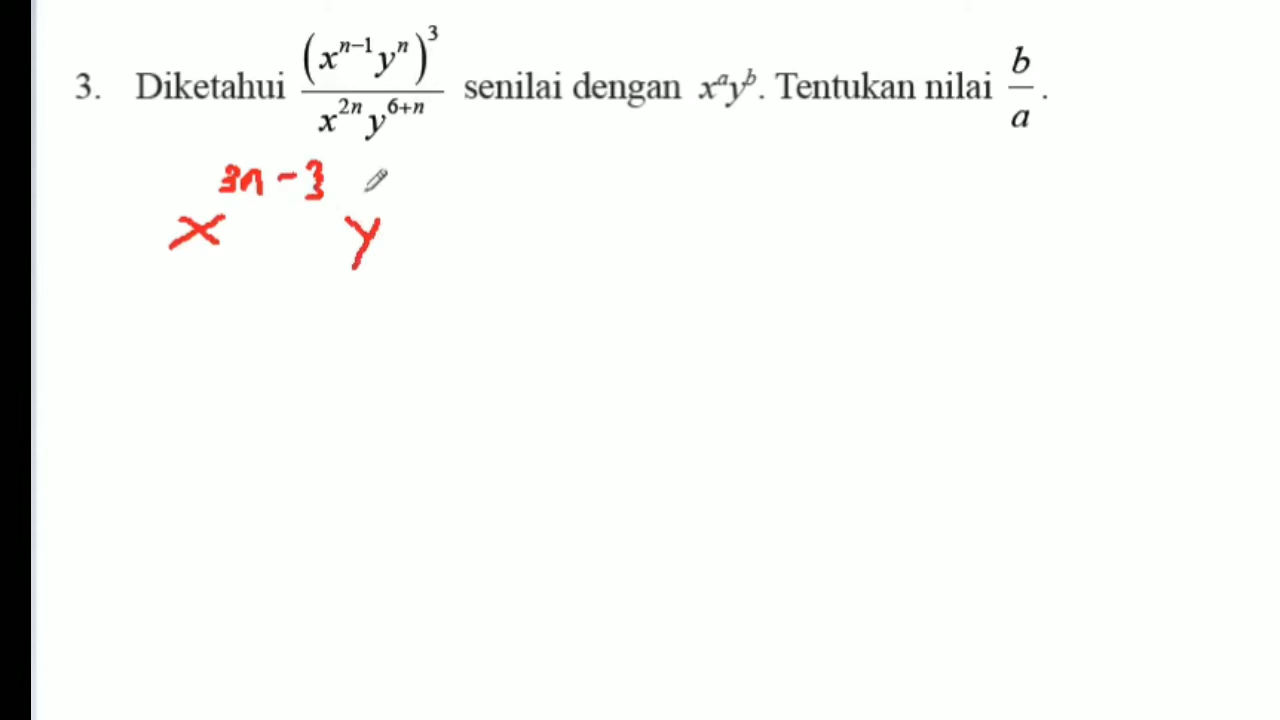 3. Diketahui (x^{n−1}y^{n})^{3} / x^{2n}y^{6+n} senilai dengan x^{a}y^{b}. Tentukan nilai b/a.
x^{3n-3} y